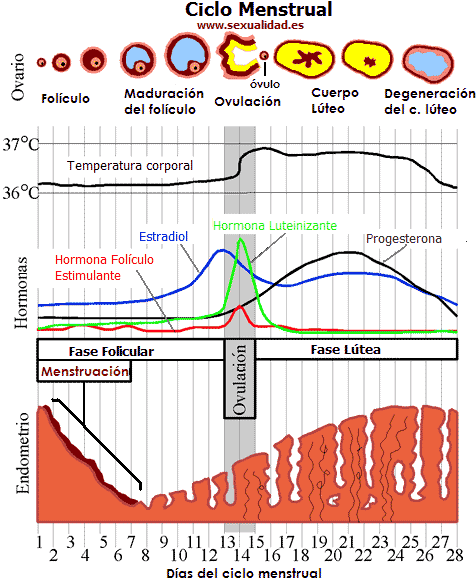 Ciclo Menstrual
www.sexualidad.es
Ovario
óvulo
Folículo
Maduración
del folículo
Ovulación
Cuerpo
Lúteo
Degeneración
del c. lúteo
37°C
Temperatura corporal
36°C
Hormonas
Hormona Luteinizante
Estradiol
Progesterona
Hormona Folículo
Estimulante
Fase Folicular
Ovulación
Fase Lútea
Menstruación
Endometrio
1 3 5 7 9 11 13 15 17 19 21 23 25 27
2 4 6 8 10 12 14 16 18 20 22 24 26 28
Días del ciclo menstrual